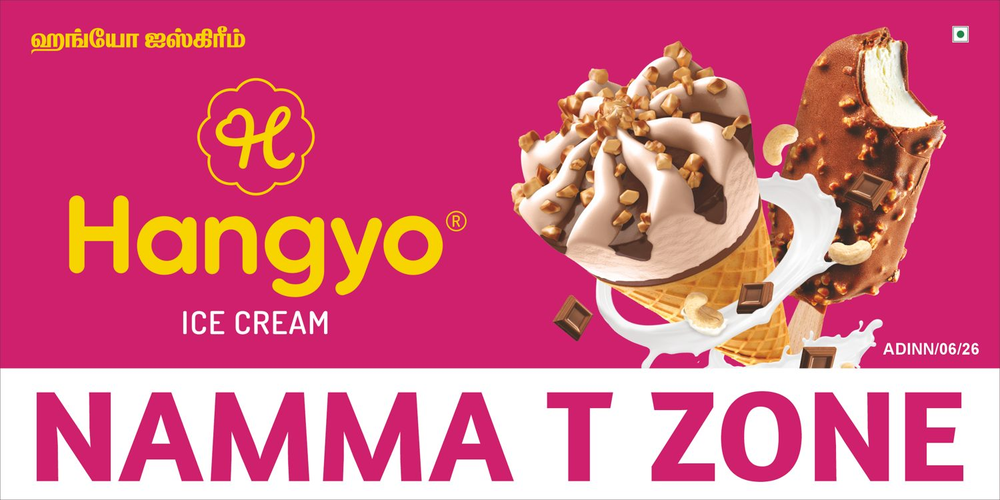 ஹங்யோ ஐஸ்கிரீம்
H
Hangyo®
ICE CREAM
ADINN/06/26
NAMMA T ZONE